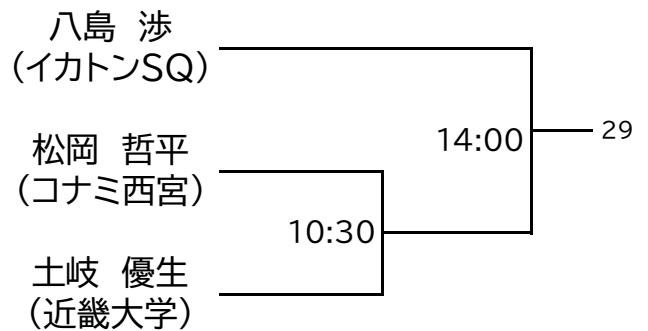 八島　渉
（イカトンSQ）
14:00
29
松岡　哲平
（コナミ西宮）
10:30
土岐　優生
（近畿大学）